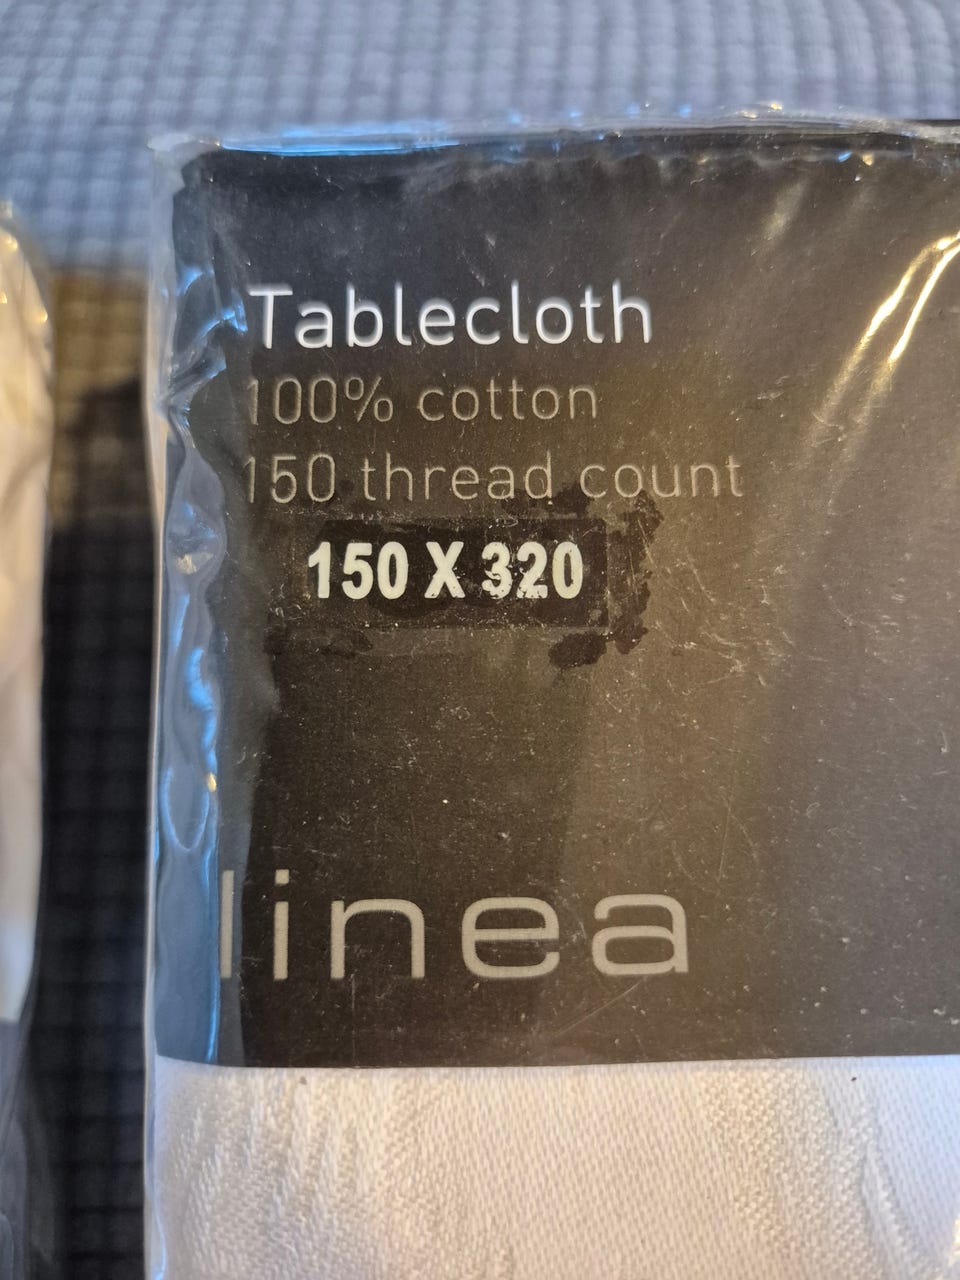 Tablecloth
100% cotton
150 thread count
150 X 320
linea